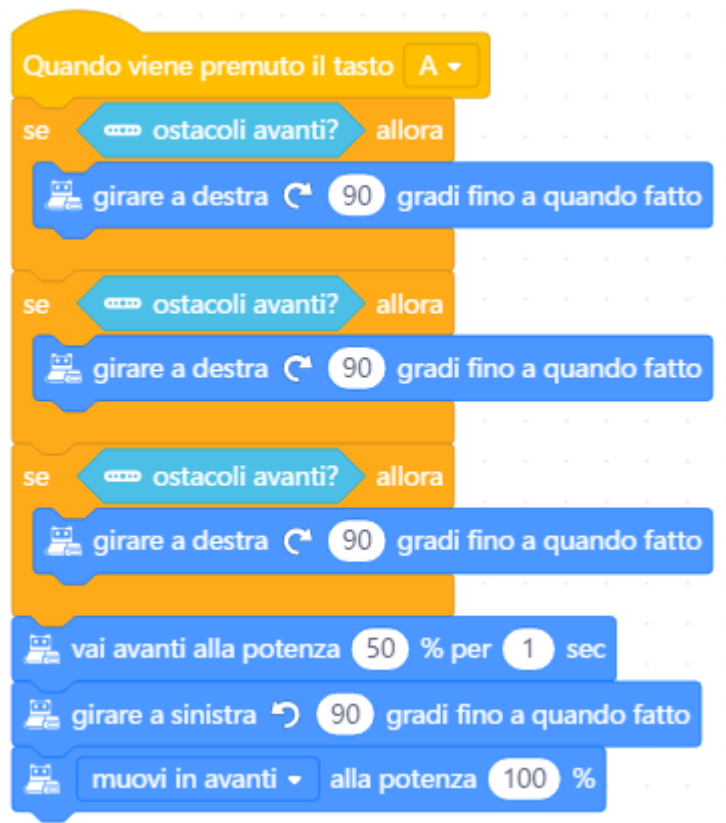 Quando viene premuto il tasto A
se ostacoli avanti? allora
girare a destra 90 gradi fino a quando fatto
se ostacoli avanti? allora
girare a destra 90 gradi fino a quando fatto
se ostacoli avanti? allora
girare a destra 90 gradi fino a quando fatto
vai avanti alla potenza 50 % per 1 sec
girare a sinistra 90 gradi fino a quando fatto
muovi in avanti alla potenza 100 %